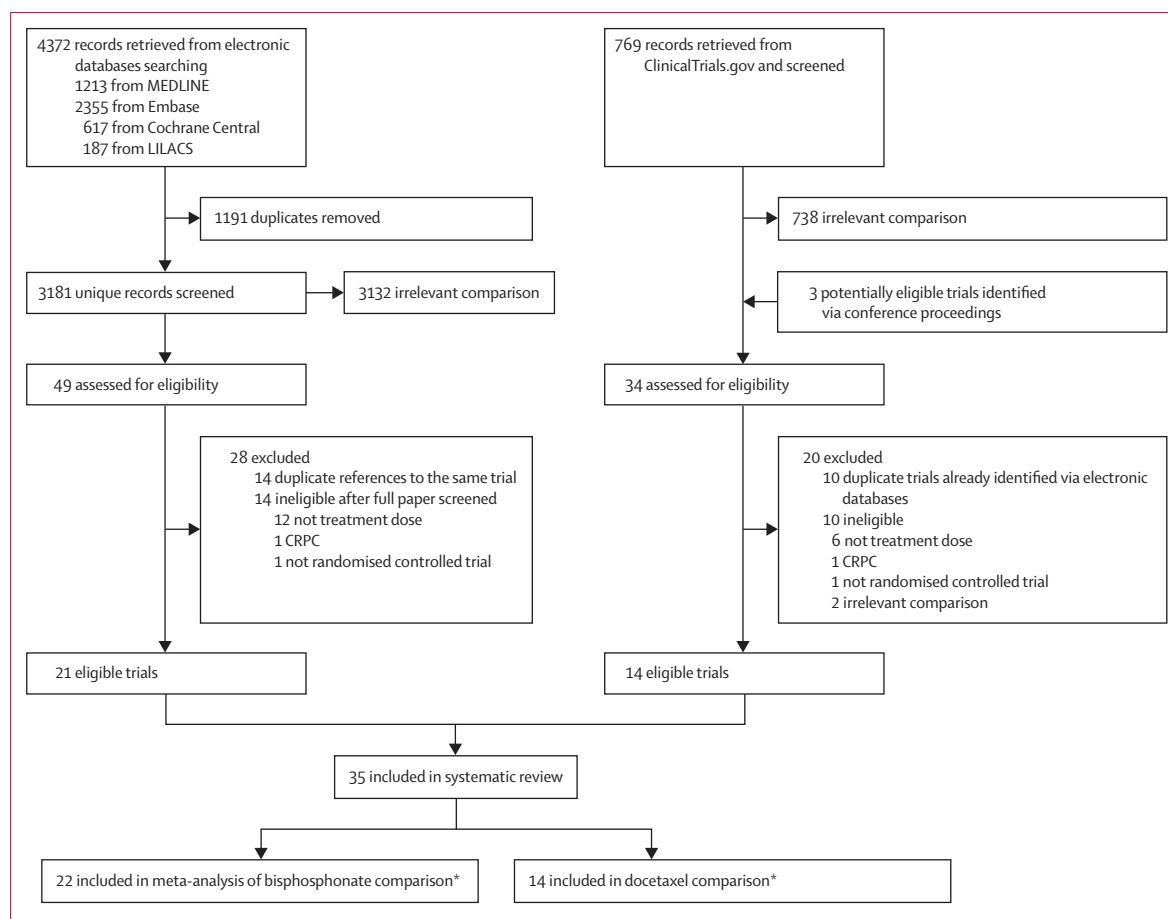 4372 records retrieved from electronic
databases searching
1213 from MEDLINE
2355 from Embase
617 from Cochrane Central
187 from LILACS
769 records retrieved from
ClinicalTrials.gov and screened
1191 duplicates removed
738 irrelevant comparison
3181 unique records screened
3132 irrelevant comparison
3 potentially eligible trials identified
via conference proceedings
49 assessed for eligibility
34 assessed for eligibility
28 excluded
14 duplicate references to the same trial
14 ineligible after full paper screened
12 not treatment dose
1 CRPC
1 not randomised controlled trial
20 excluded
10 duplicate trials already identified via electronic
databases
10 ineligible
6 not treatment dose
1 CRPC
1 not randomised controlled trial
2 irrelevant comparison
21 eligible trials
14 eligible trials
35 included in systematic review
22 included in meta-analysis of bisphosphonate comparison*
14 included in docetaxel comparison*